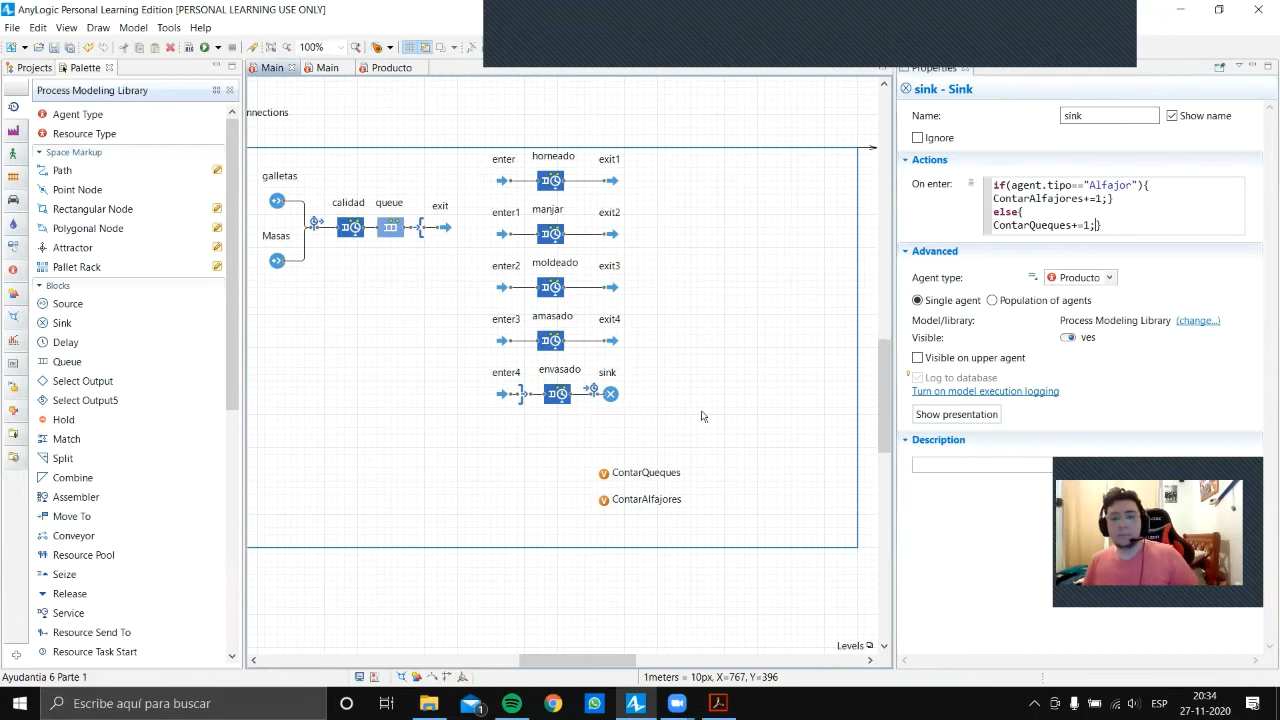 AnyLogic Personal Learning Edition [PERSONAL LEARNING USE ONLY]
File Edit View Draw Model Tools Help
100%
Projects Palette Main Main Producto Properties
Process Modeling Library
Agent Type
Resource Type
Space Markup
Path
Point Node
Rectangular Node
Polygonal Node
Attractor
Pallet Rack
Blocks
Source
Sink
Delay
Queue
Select Output
Select Output5
Hold
Match
Split
Combine
Assembler
Move To
Conveyor
Resource Pool
Seize
Release
Service
Resource Send To
Resource Task Start
nnections
galletas
Masas
calidad
queue
exit
enter horneado exit1
enter1 manjar exit2
enter2 moldeado exit3
enter3 amasado exit4
enter4 envasado sink
ContarQueques
ContarAlfajores
Levels
sink - Sink
Name: sink Show name
Ignore
Actions
On enter:
if(agent.tipo=="Alfajor"){
ContarAlfajores+=1;}
else{
ContarQueques+=1;}
Advanced
Agent type: Producto
Single agent Population of agents
Model/library: Process Modeling Library (change...)
Visible: yes
Visible on upper agent
Log to database
Turn on model execution logging
Show presentation
Description
Ayudantia 6 Parte 1
1meters = 10px, X=767, Y=396
Escribe aquí para buscar
1
ESP
20:34
27-11-2020